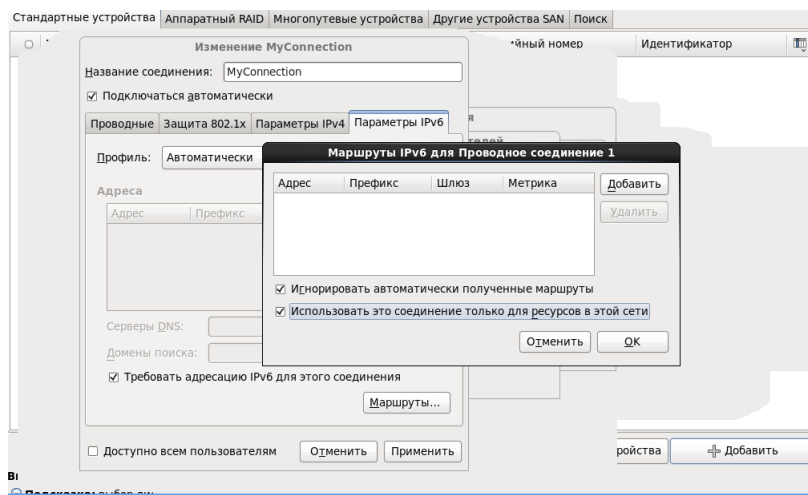 Стандартные устройства Аппаратный RAID Многопутевые устройства Другие устройства SAN Поиск
Изменение MyConnection
йный номер Идентификатор
Название соединения: MyConnection
Подключаться автоматически
Проводные Защита 802.1x Параметры IPv4 Параметры IPv6
Маршруты IPv6 для Проводное соединение 1
Профиль: Автоматически
Адрес Префикс Шлюз Метрика
Добавить
Удалить
Адреса
Адрес Префикс
Игнорировать автоматически полученные маршруты
Использовать это соединение только для ресурсов в этой сети
Серверы DNS:
Отменить OK
Домены поиска:
Требовать адресацию IPv6 для этого соединения
Маршруты...
Доступно всем пользователям Отменить Применить
ройства Добавить